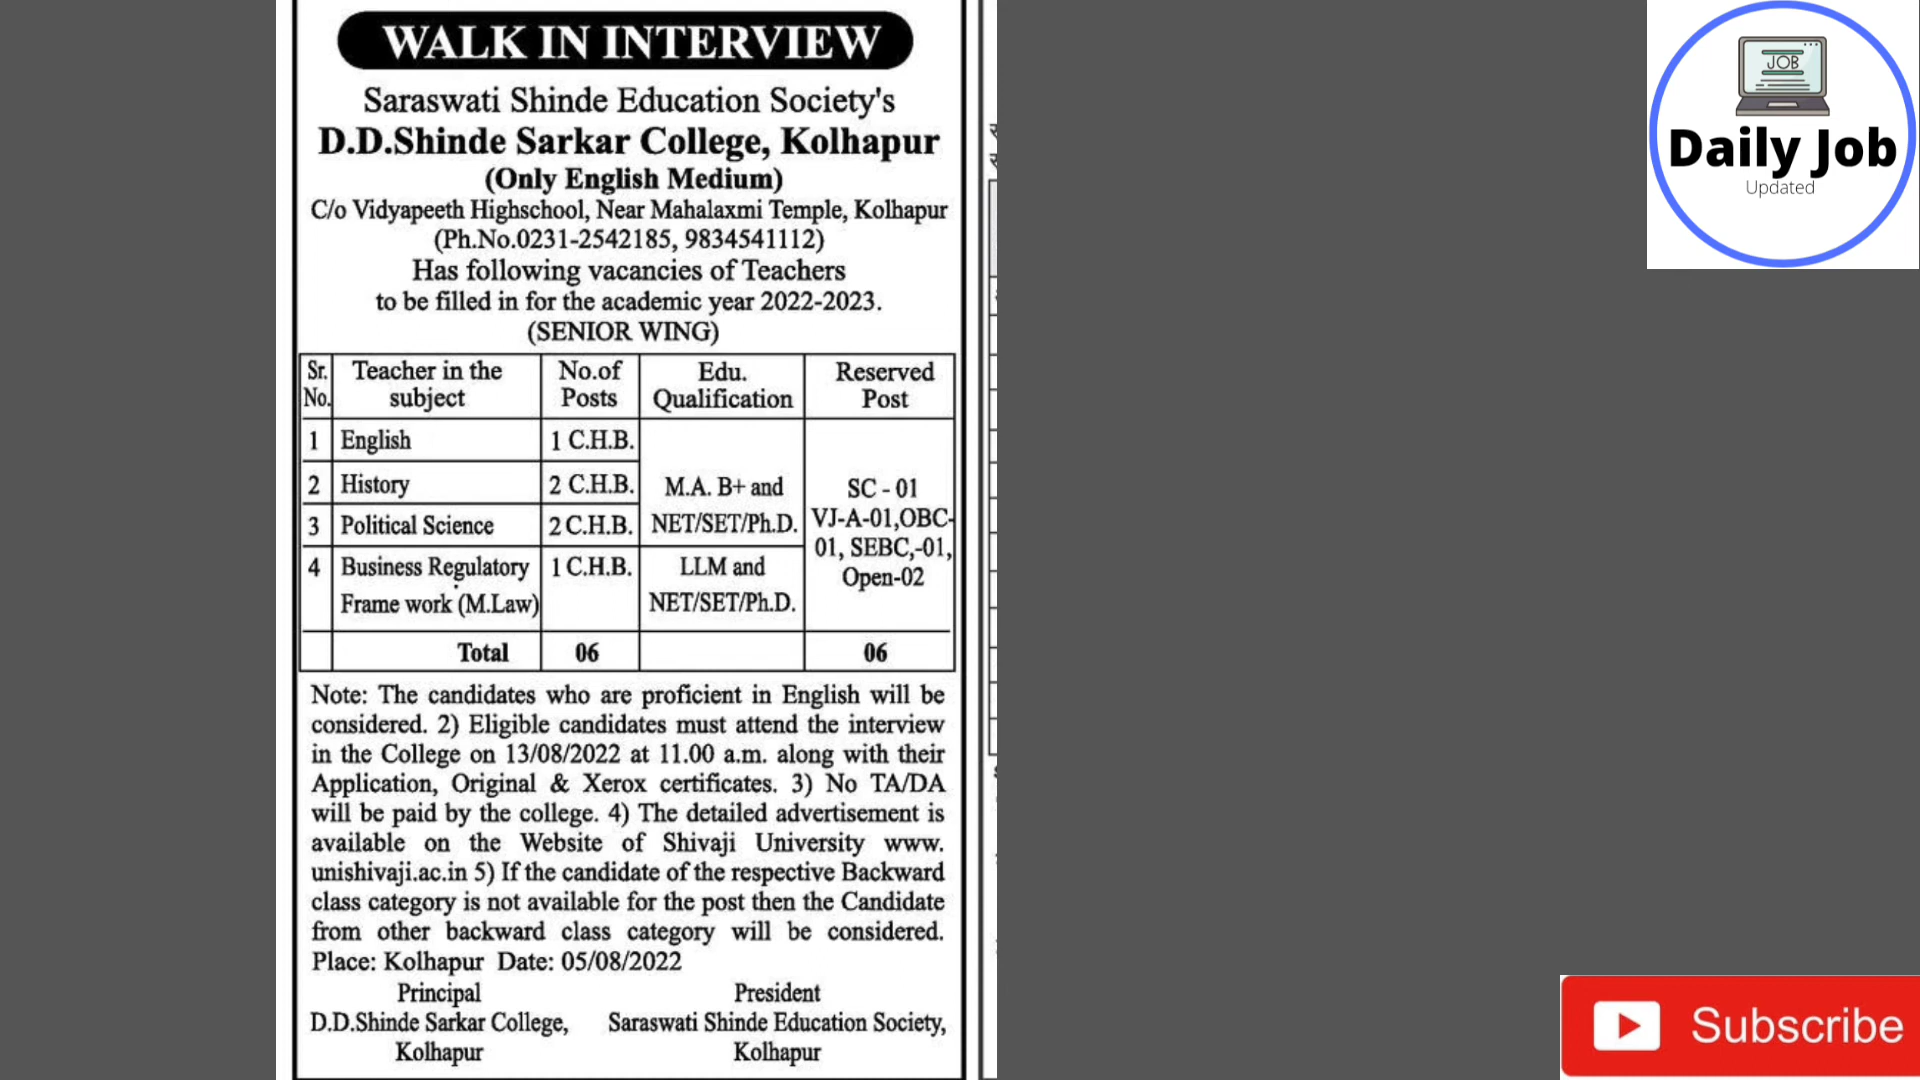 WALK IN INTERVIEW
Saraswati Shinde Education Society's
D.D.Shinde Sarkar College, Kolhapur
(Only English Medium)
C/o Vidyapeeth Highschool, Near Mahalaxmi Temple, Kolhapur
(Ph.No.0231-2542185, 9834541112)
Has following vacancies of Teachers
to be filled in for the academic year 2022-2023.
(SENIOR WING)
Sr. No. Teacher in the subject No.of Posts Edu. Qualification Reserved Post
1 English 1 C.H.B.
2 History 2 C.H.B. M.A. B+ and SC - 01
3 Political Science 2 C.H.B. NET/SET/Ph.D. VJ-A-01,OBC-
01, SEBC,-01,
4 Business Regulatory 1 C.H.B. LLM and Open-02
Frame work (M.Law) NET/SET/Ph.D.
Total 06 06
Note: The candidates who are proficient in English will be
considered. 2) Eligible candidates must attend the interview
in the College on 13/08/2022 at 11.00 a.m. along with their
Application, Original & Xerox certificates. 3) No TA/DA
will be paid by the college. 4) The detailed advertisement is
available on the Website of Shivaji University www.
unishivaji.ac.in 5) If the candidate of the respective Backward
class category is not available for the post then the Candidate
from other backward class category will be considered.
Place: Kolhapur Date: 05/08/2022
Principal President
D.D.Shinde Sarkar College, Saraswati Shinde Education Society,
Kolhapur Kolhapur
JOB
Daily Job
Updated
Subscribe